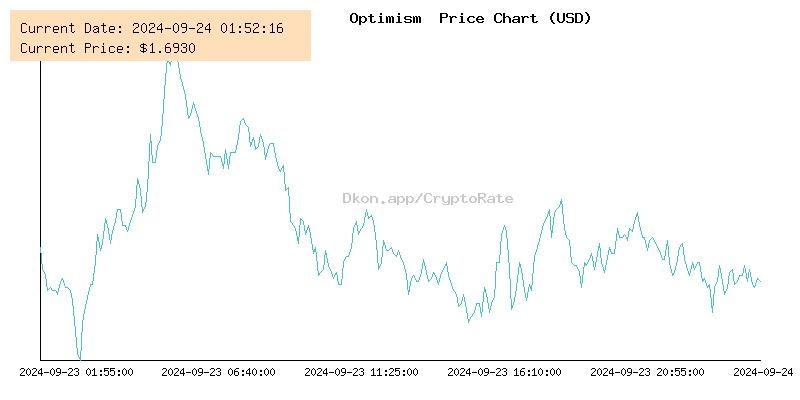 Optimism  Price Chart (USD)
Current Date: 2024-09-24 01:52:16
Current Price: $1.6930
Dkon.app/CryptoRate
2024-09-23 01:55:00 2024-09-23 06:40:00 2024-09-23 11:25:00 2024-09-23 16:10:00 2024-09-23 20:55:00 2024-09-24